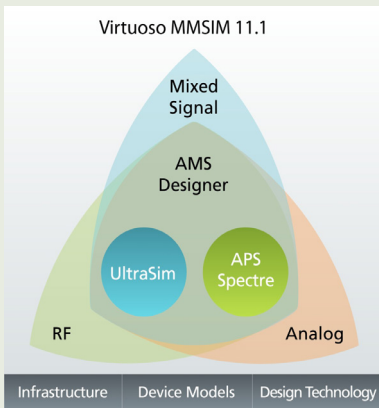 Virtuoso MMSIM 11.1
Mixed
Signal
AMS
Designer
UltraSim
APS
Spectre
RF
Analog
Infrastructure
Device Models
Design Technology